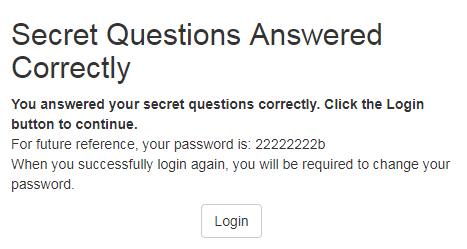 Secret Questions Answered
Correctly
You answered your secret questions correctly. Click the Login
button to continue.
For future reference, your password is: 22222222b
When you successfully login again, you will be required to change your
password.
Login